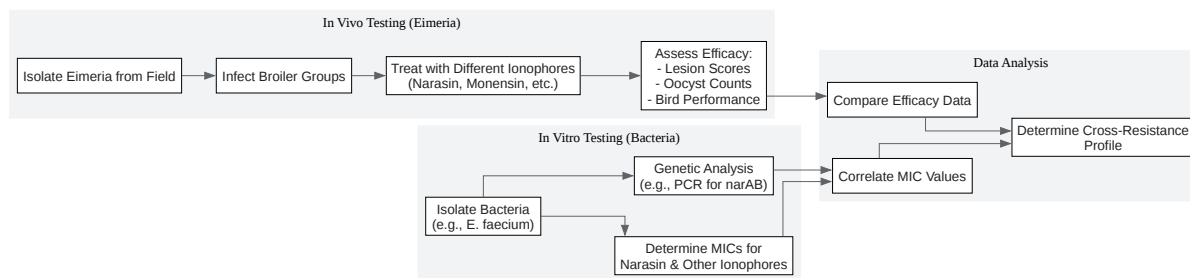 In Vivo Testing (Eimeria)
Isolate Eimeria from Field
Infect Broiler Groups
Treat with Different Ionophores
(Narasin, Monensin, etc.)
Assess Efficacy:
- Lesion Scores
- Oocyst Counts
- Bird Performance
In Vitro Testing (Bacteria)
Isolate Bacteria
(e.g., E. faecium)
Genetic Analysis
(e.g., PCR for narAB)
Determine MICs for
Narasin & Other Ionophores
Data Analysis
Compare Efficacy Data
Correlate MIC Values
Determine Cross-Resistance
Profile